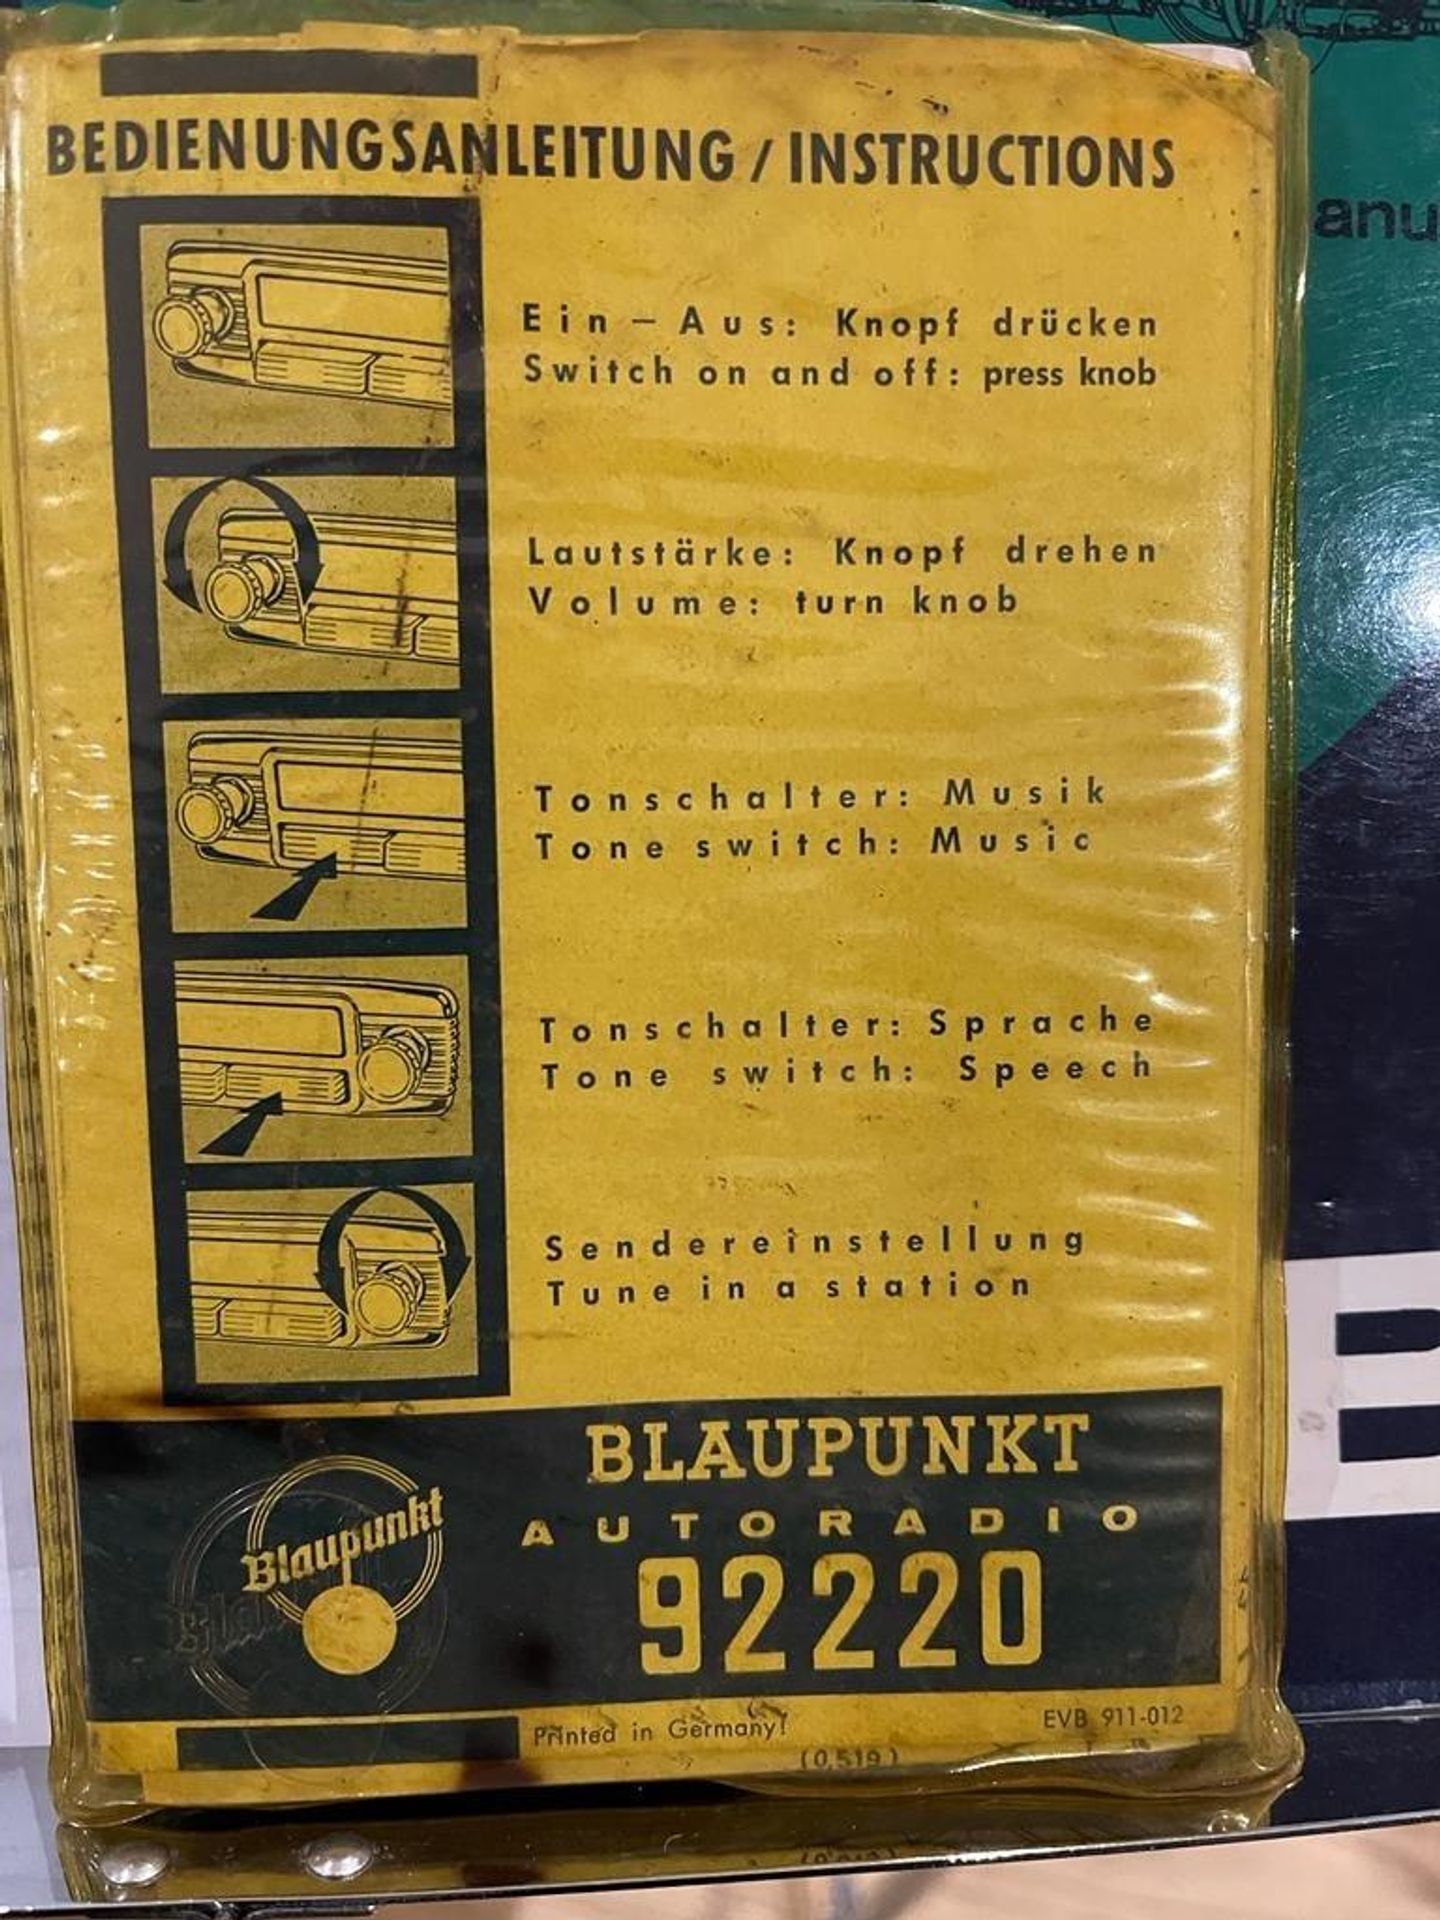 BEDIENUNGSANLEITUNG / INSTRUCTIONS
Ein – Aus: Knopf drücken
Switch on and off: press knob
Lautstärke: Knopf drehen
Volume: turn knob
Tonschalter: Musik
Tone switch: Music
Tonschalter: Sprache
Tone switch: Speech
Sendereinstellung
Tune in a station
BLAUPUNKT
AUTORADIO
92220
Blaupunkt
Printed in Germany!
EVB 911-012
(0.519)
anu